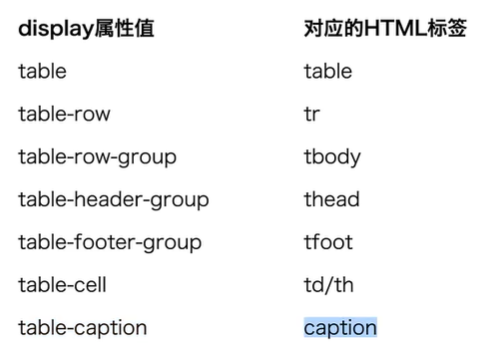 display属性值 对应的HTML标签
table table
table-row tr
table-row-group tbody
table-header-group thead
table-footer-group tfoot
table-cell td/th
table-caption caption